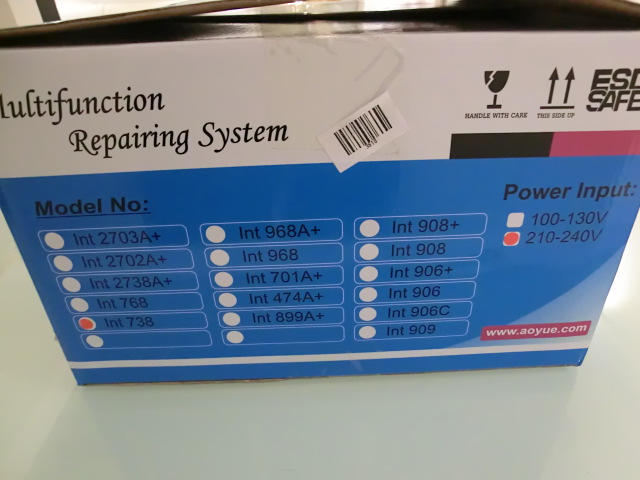 Multifunction
Repairing System
HANDLE WITH CARE
THIS SIDE UP
ESD
SAFE
Model No:
Int 2703A+
Int 2702A+
Int 2738A+
Int 768
Int 738
Int 968A+
Int 968
Int 701A+
Int 474A+
Int 899A+
Int 908+
Int 908
Int 906+
Int 906
Int 906C
Int 909
Power Input:
100-130V
210-240V
www.aoyue.com